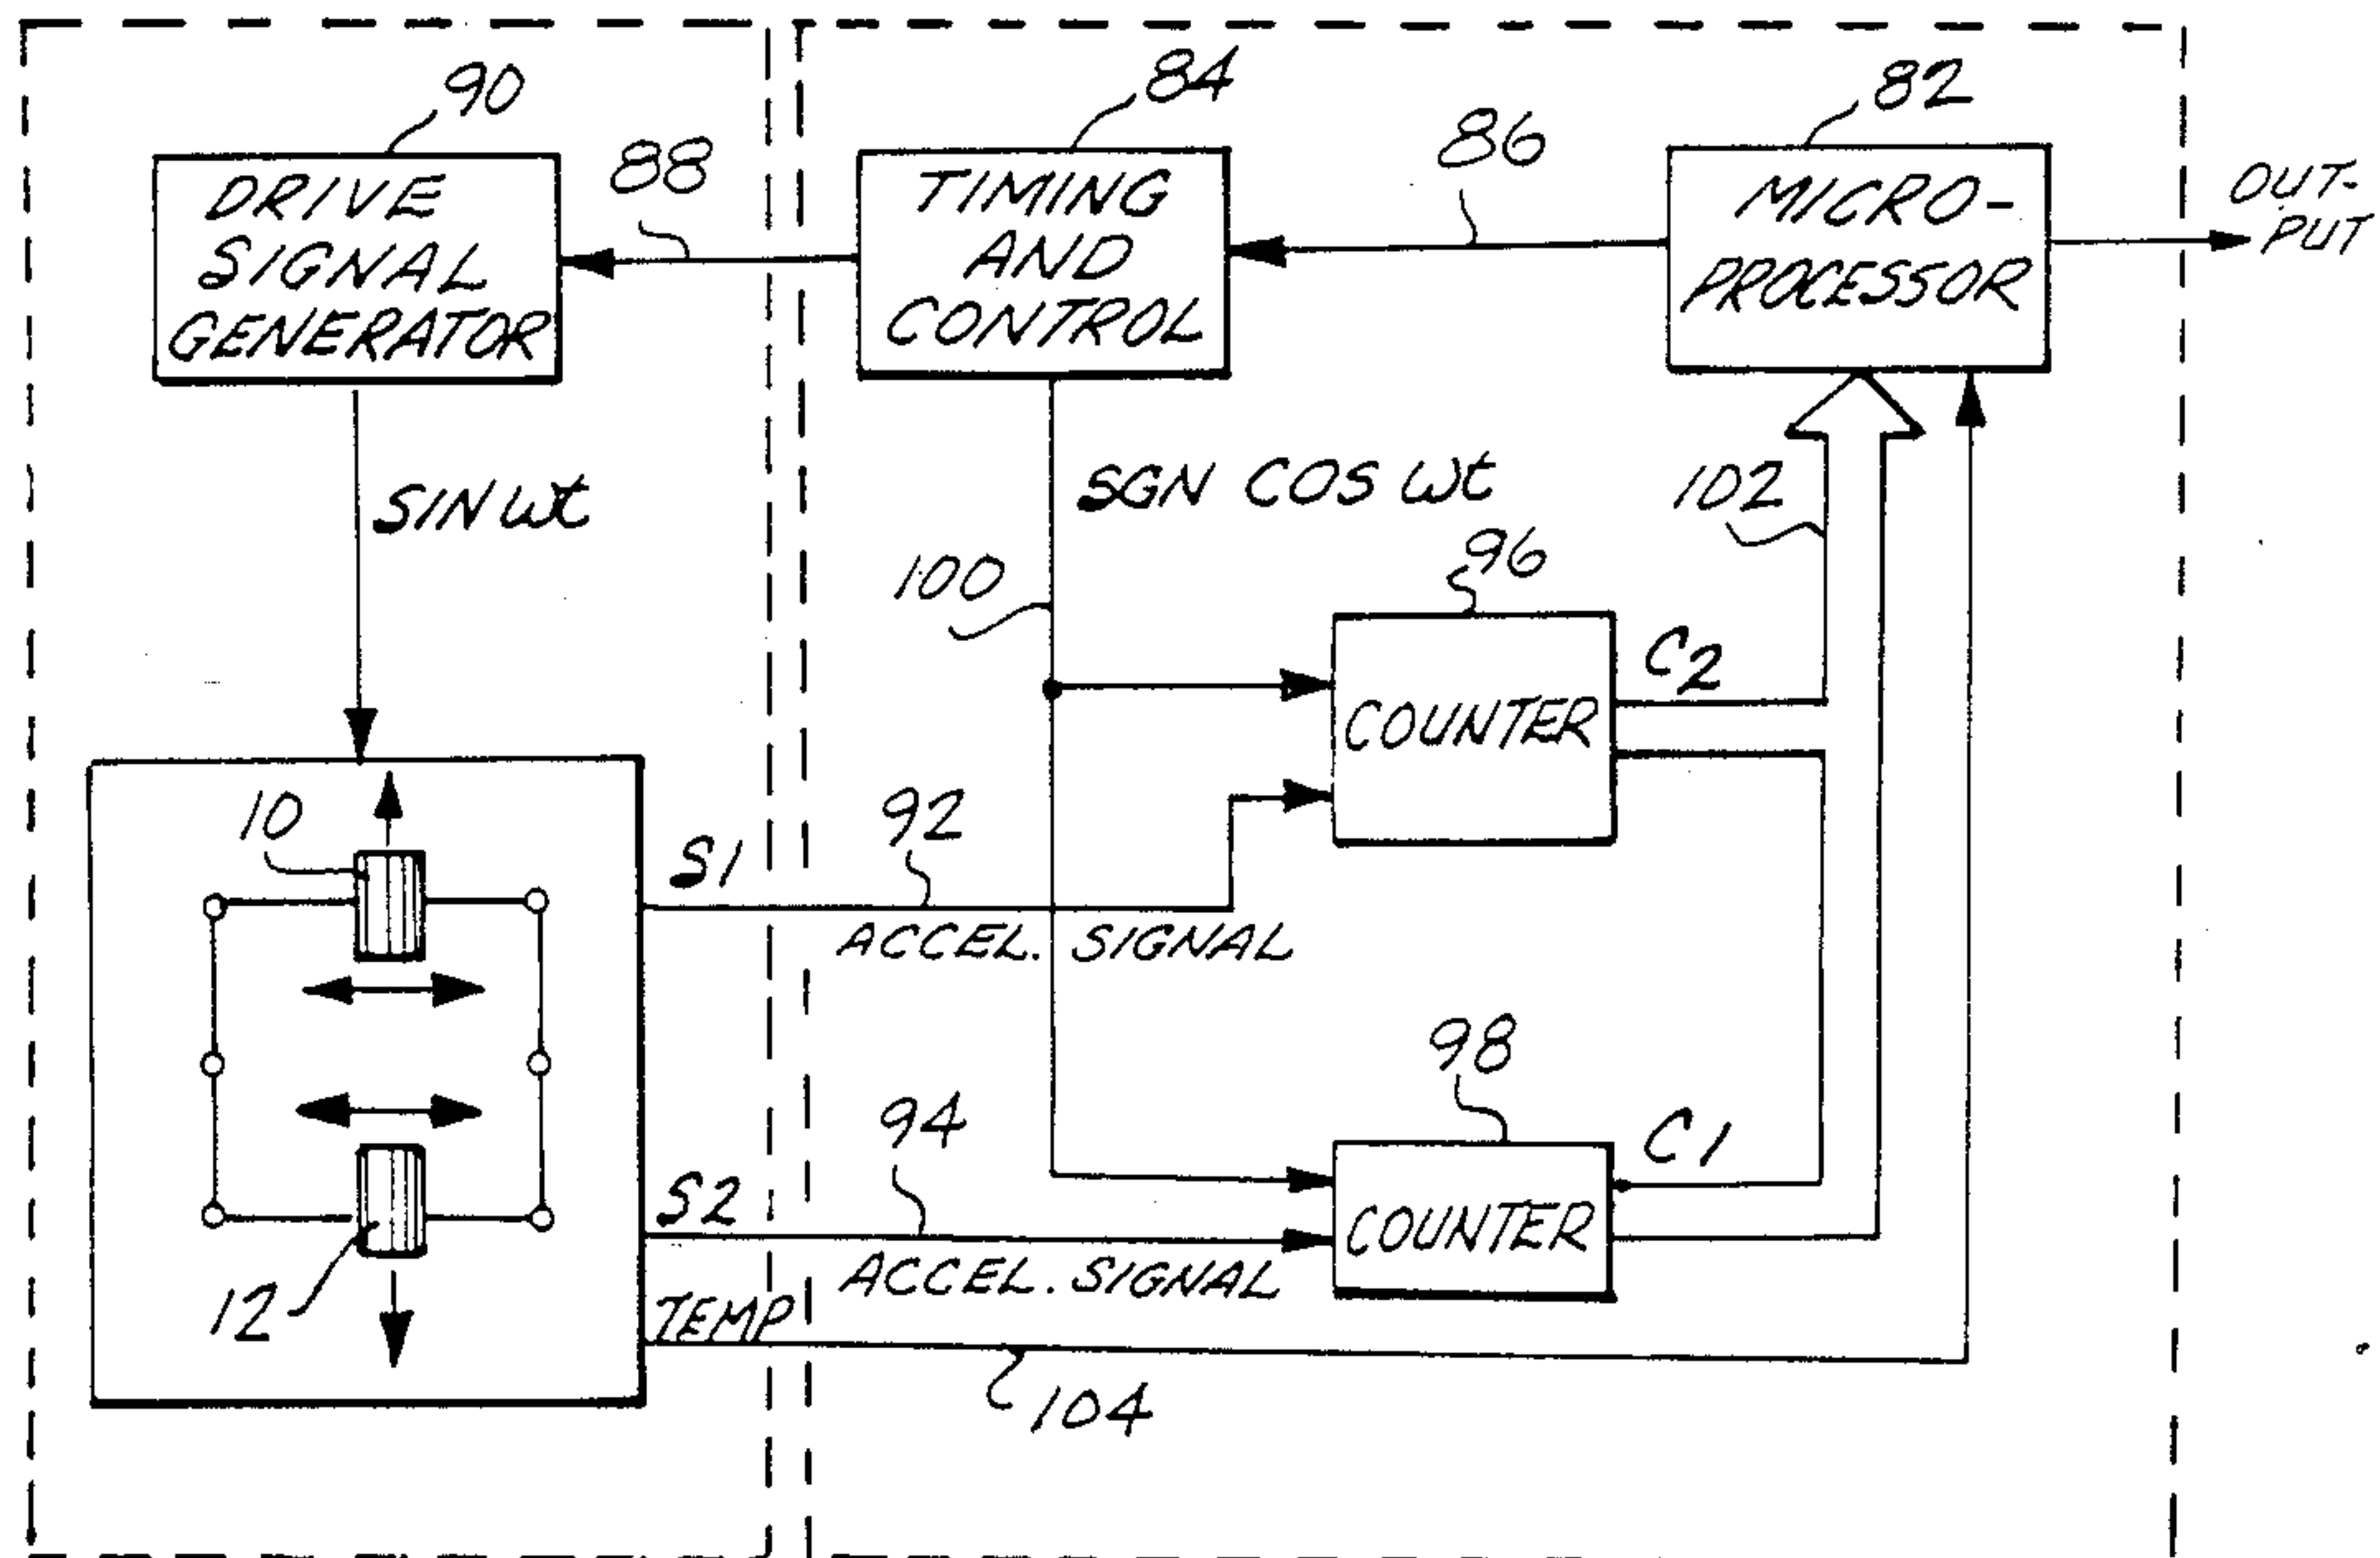 90
84
82
88
86
DRIVE
SIGNAL
GENERATOR
TIMING
AND
CONTROL
MICRO-
PROCESSOR
OUT-
PUT
SIN ωt
SGN COS ωt
102
100
96
C2
COUNTER
10
S1
92
ACCEL. SIGNAL
98
94
C1
S2
COUNTER
ACCEL. SIGNAL
12
TEMP
104